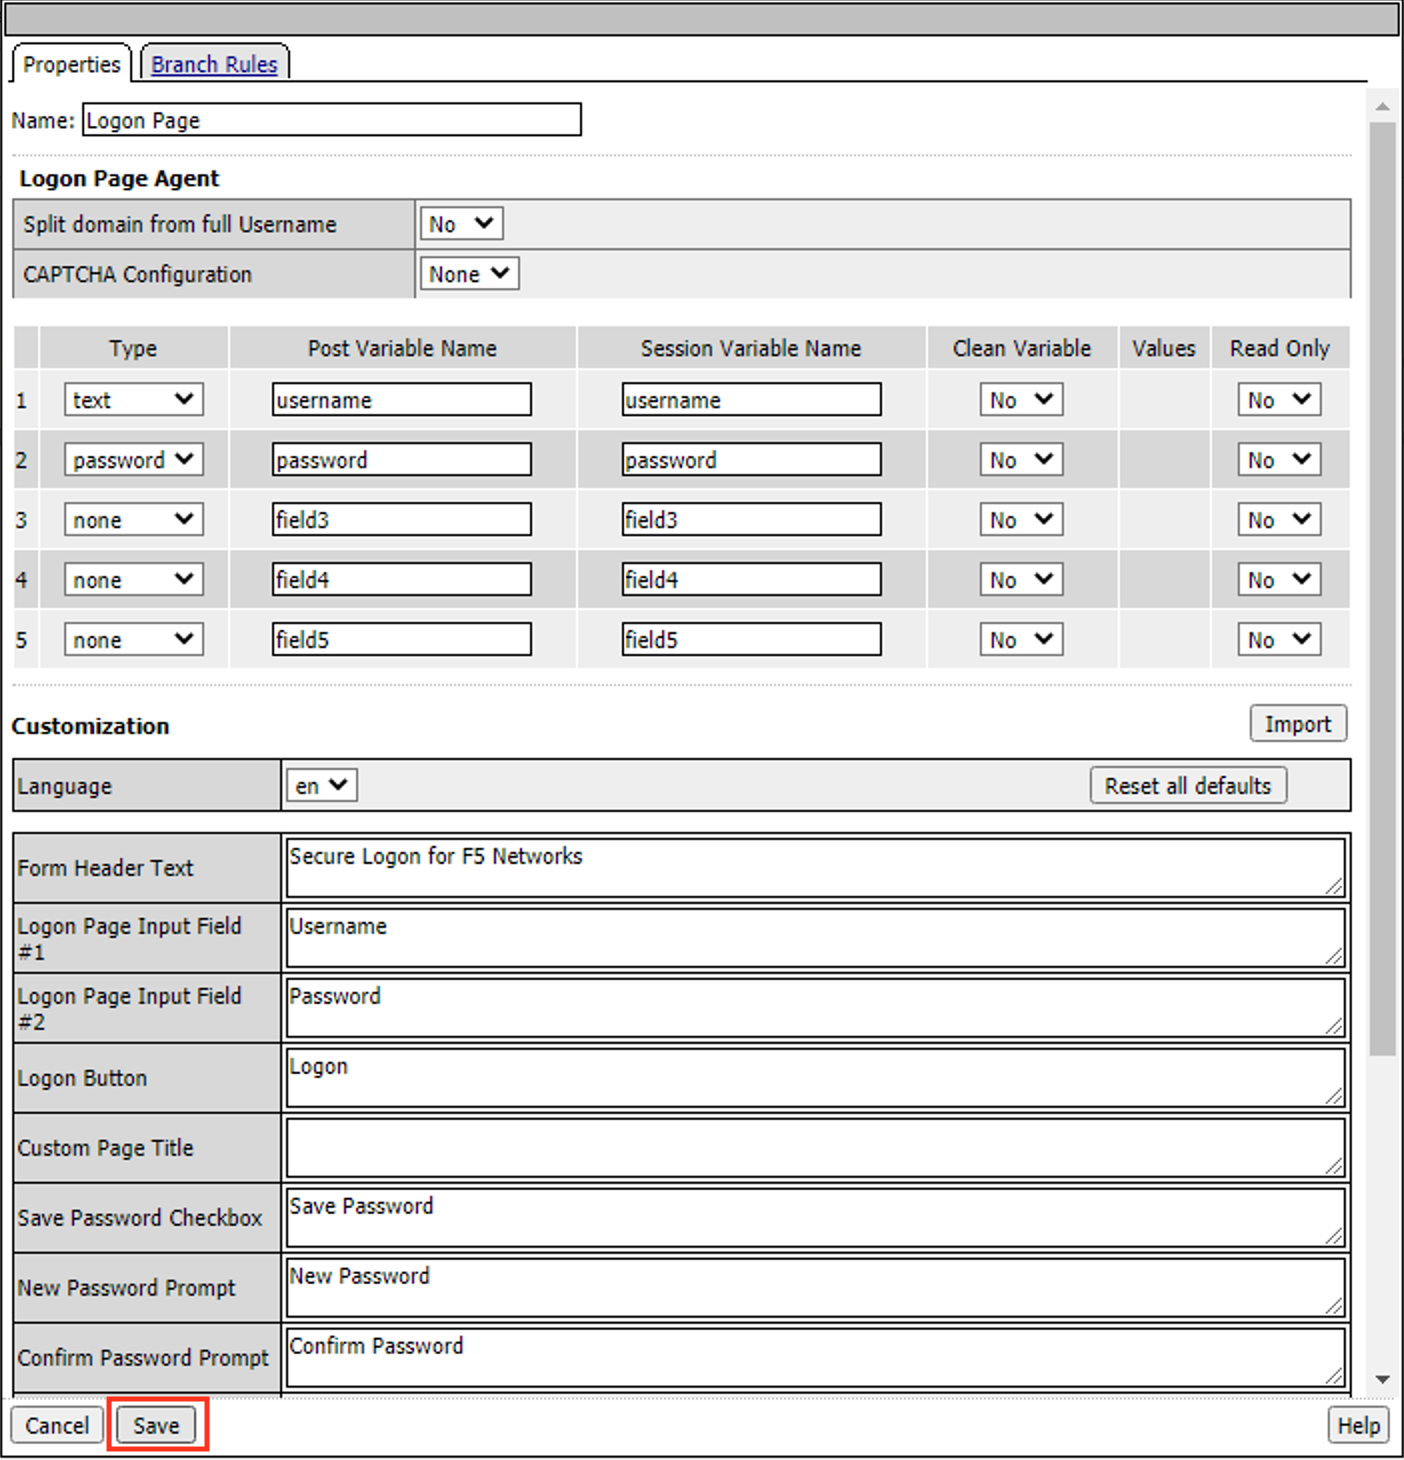 Properties Branch Rules
Name: Logon Page
Logon Page Agent
Split domain from full Username No
CAPTCHA Configuration None
Type Post Variable Name Session Variable Name Clean Variable Values Read Only
1 text username username No No
2 password password password No No
3 none field3 field3 No No
4 none field4 field4 No No
5 none field5 field5 No No
Customization Import
Language en Reset all defaults
Form Header Text Secure Logon for F5 Networks
Logon Page Input Field Username
#1
Logon Page Input Field Password
#2
Logon Button Logon
Custom Page Title
Save Password Checkbox Save Password
New Password Prompt New Password
Confirm Password Prompt Confirm Password
Cancel Save Help